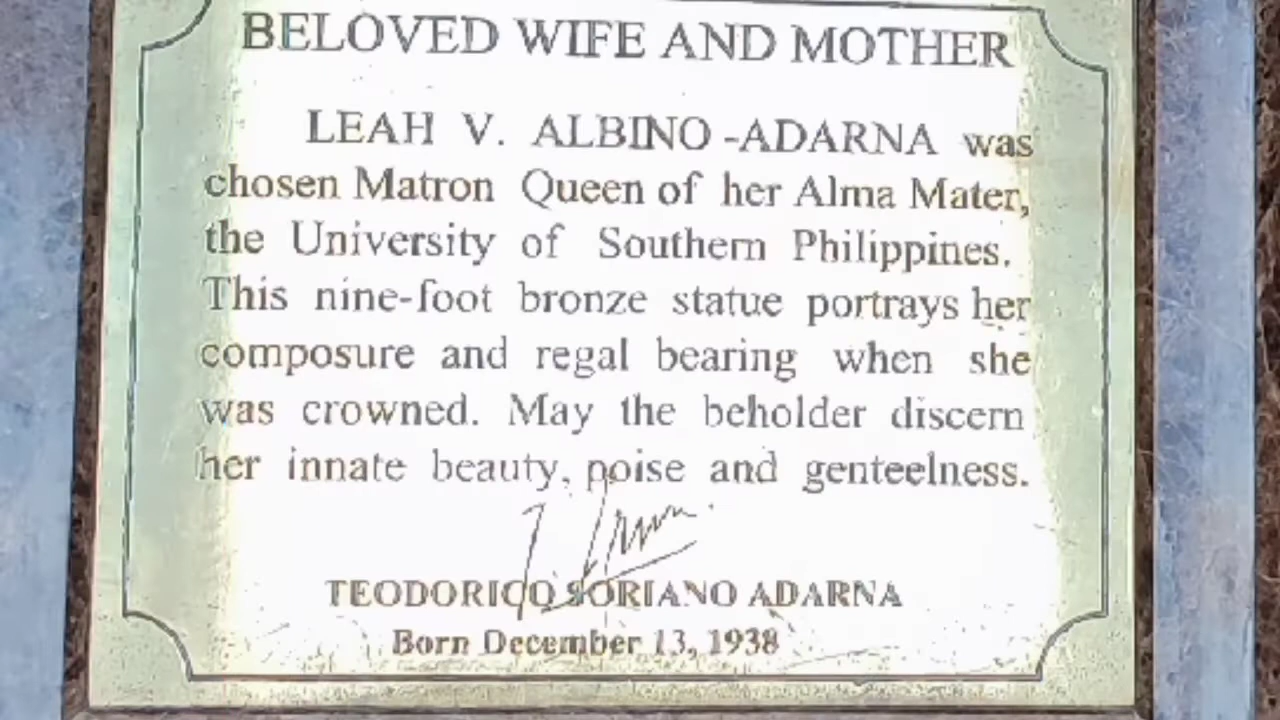 BELOVED WIFE AND MOTHER
LEAH V. ALBINO-ADARNA was
chosen Matron Queen of her Alma Mater,
the University of Southern Philippines.
This nine-foot bronze statue portrays her
composure and regal bearing when she
was crowned. May the beholder discern
her innate beauty, poise and genteelness.
TEODORICO SORIANO ADARNA
Born December 13, 1938